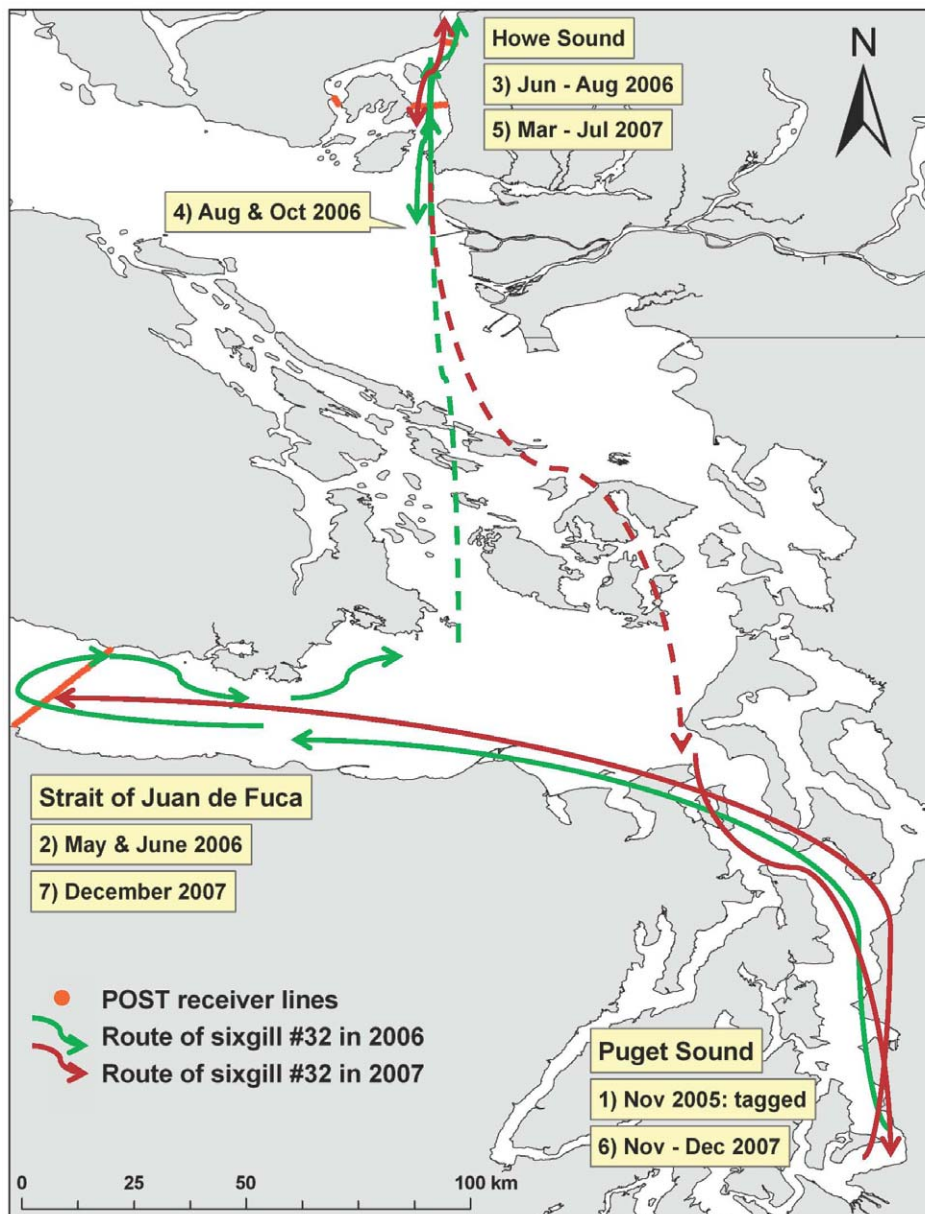 Howe Sound
3) Jun - Aug 2006
5) Mar - Jul 2007
N
4) Aug & Oct 2006
Strait of Juan de Fuca
2) May & June 2006
7) December 2007
POST receiver lines
Route of sixgill #32 in 2006
Route of sixgill #32 in 2007
Puget Sound
1) Nov 2005: tagged
6) Nov - Dec 2007
0 25 50 100 km